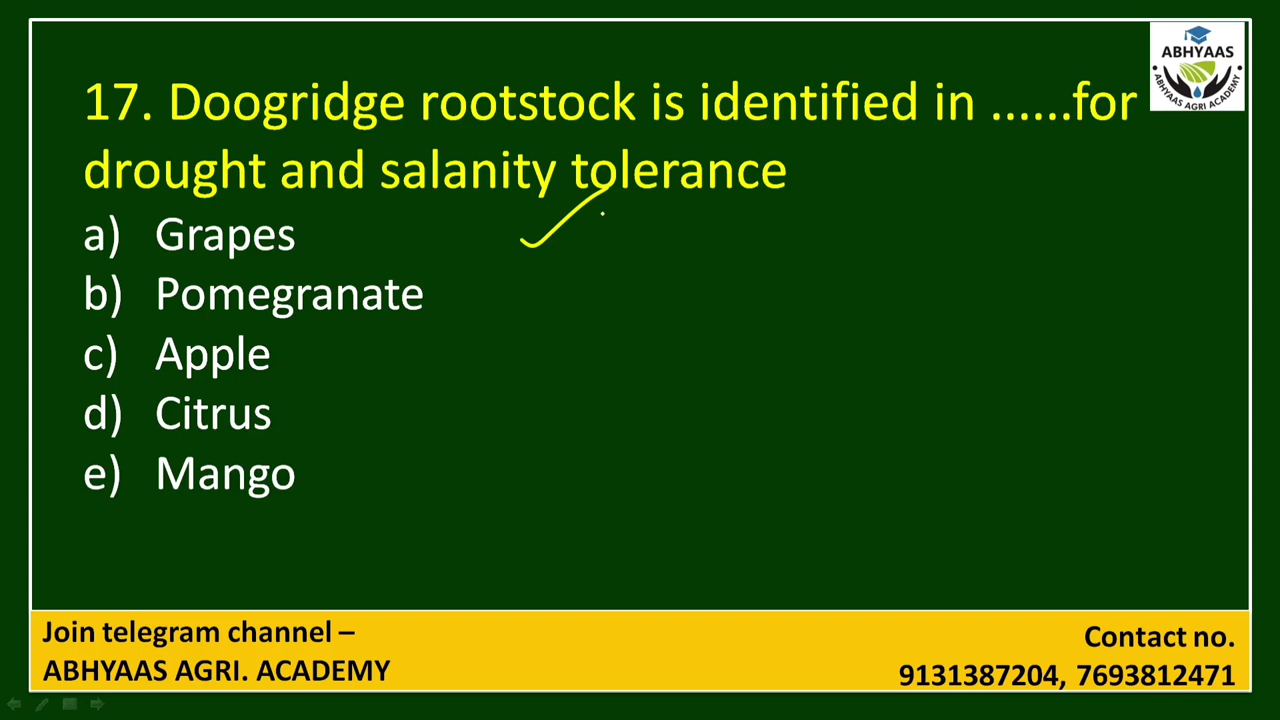 17. Doogridge rootstock is identified in ......for
drought and salanity tolerance
a) Grapes
b) Pomegranate
c) Apple
d) Citrus
e) Mango
ABHYAAS
ABHYAAS AGRI ACADEMY
Join telegram channel –
ABHYAAS AGRI. ACADEMY
Contact no.
9131387204, 7693812471